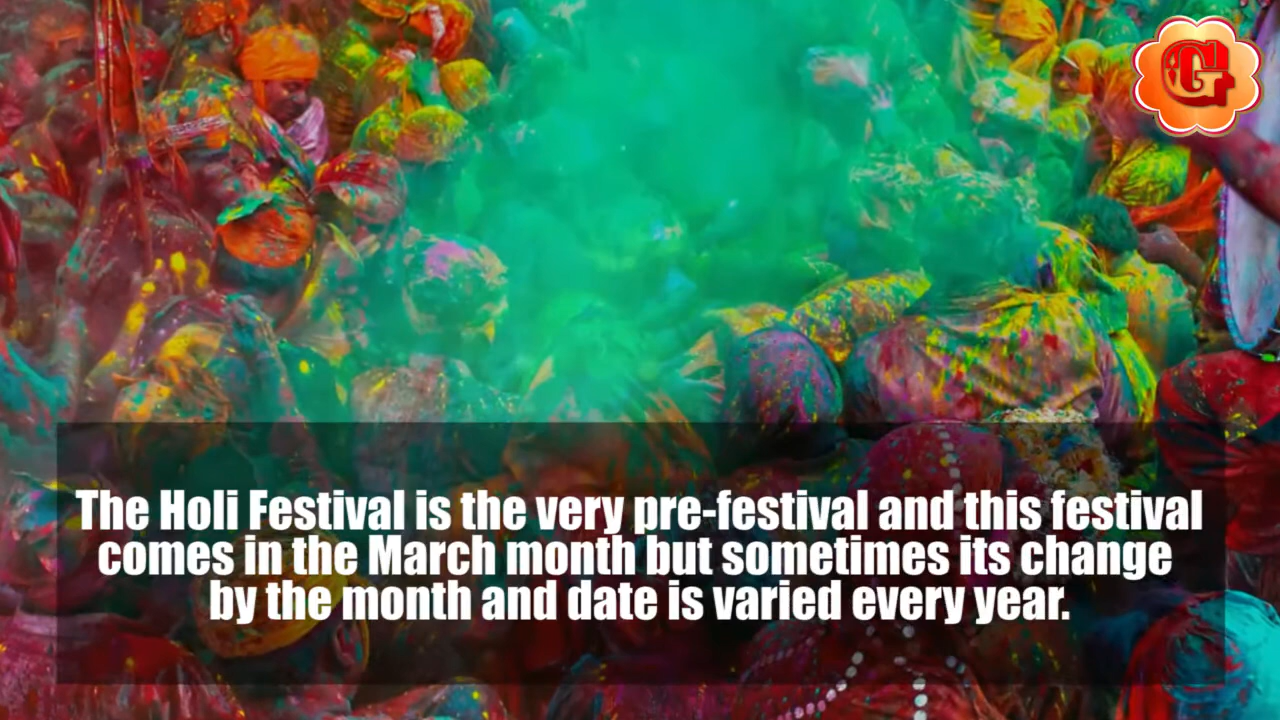 G
The Holi Festival is the very pre-festival and this festival
comes in the March month but sometimes its change
by the month and date is varied every year.